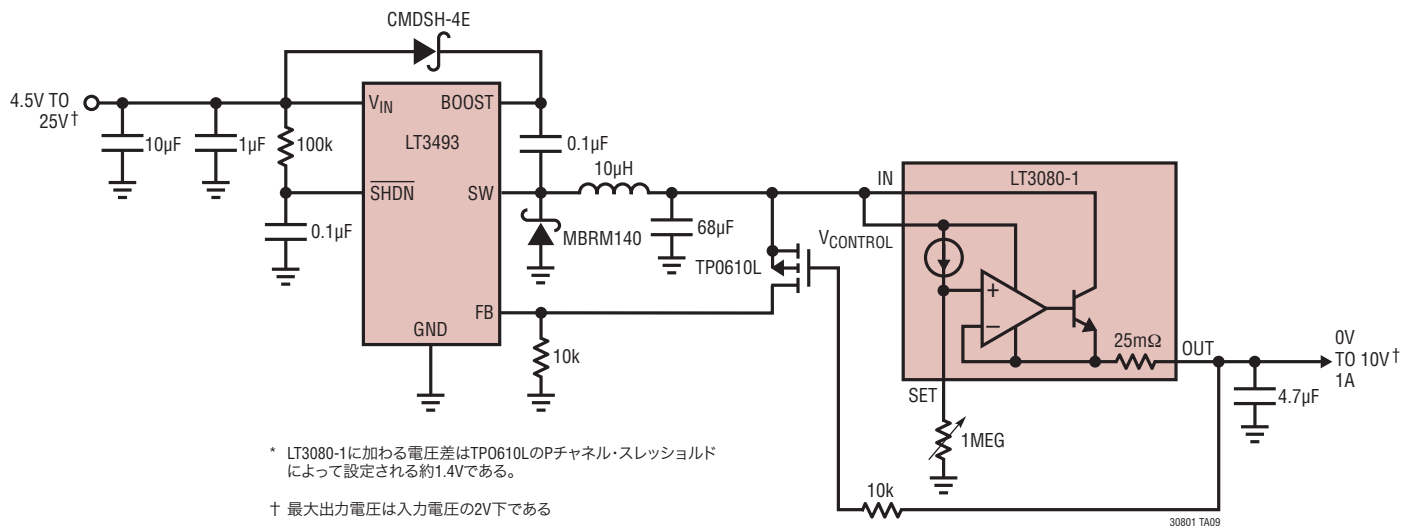 CMDSH-4E
4.5V TO
25V†
10µF
1µF
100k
0.1µF
VIN
BOOST
LT3493
SHDN
SW
FB
GND
0.1µF
10µH
MBRM140
68µF
TP0610L
10k
IN
LT3080-1
VCONTROL
+
–
25mΩ
OUT
SET
1MEG
0V
TO 10V†
1A
4.7µF
10k
* LT3080-1に加わる電圧差はTP0610LのPチャネル・スレッショルド
によって設定される約1.4Vである。
† 最大出力電圧は入力電圧の2V下である
30801 TA09